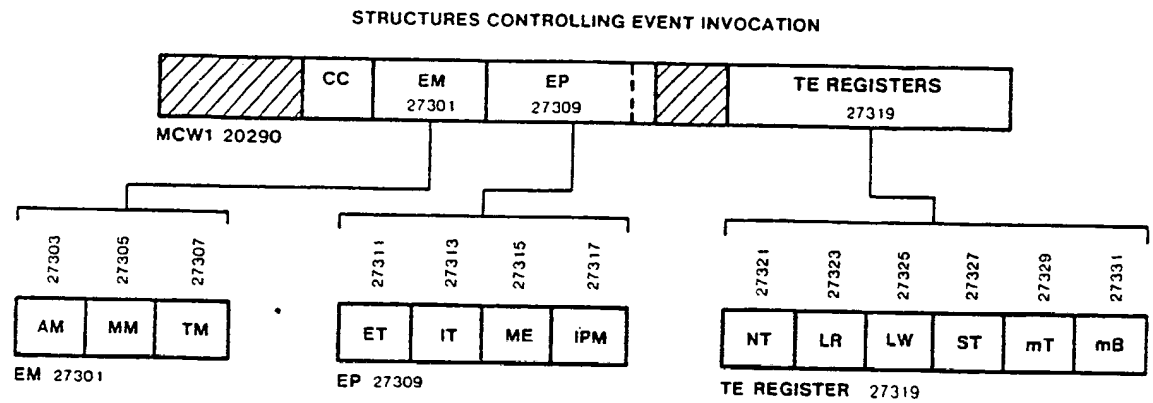 STRUCTURES CONTROLLING EVENT INVOCATION
CC EM EP TE REGISTERS
27301 27309 27319
MCW1 20290
27303 27305 27307 27311 27313 27315 27317 27321 27323 27325 27327 27329 27331
AM MM TM ET IT ME IPM NT LR LW ST mT mB
EM 27301 EP 27309 TE REGISTER 27319